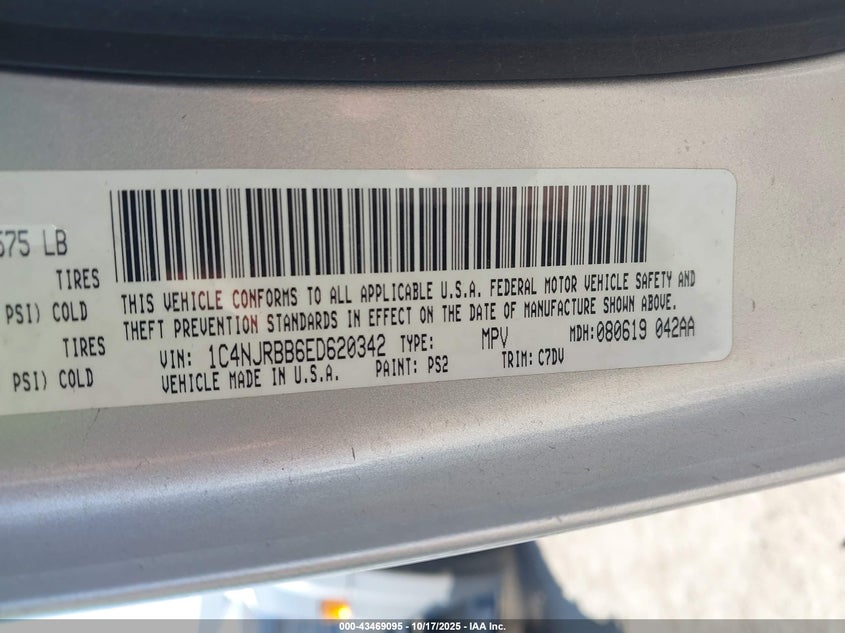 575 LB
TIRES
PSI) COLD
TIRES
PSI) COLD
THIS VEHICLE CONFORMS TO ALL APPLICABLE U.S.A. FEDERAL MOTOR VEHICLE SAFETY AND
THEFT PREVENTION STANDARDS IN EFFECT ON THE DATE OF MANUFACTURE SHOWN ABOVE.
VIN: 1C4NJRBB6ED620342 TYPE: MPV MDH:080619 042AA
VEHICLE MADE IN U.S.A. PAINT: PS2 TRIM: C7DV
000-43469095 - 10/17/2025 - IAA Inc.